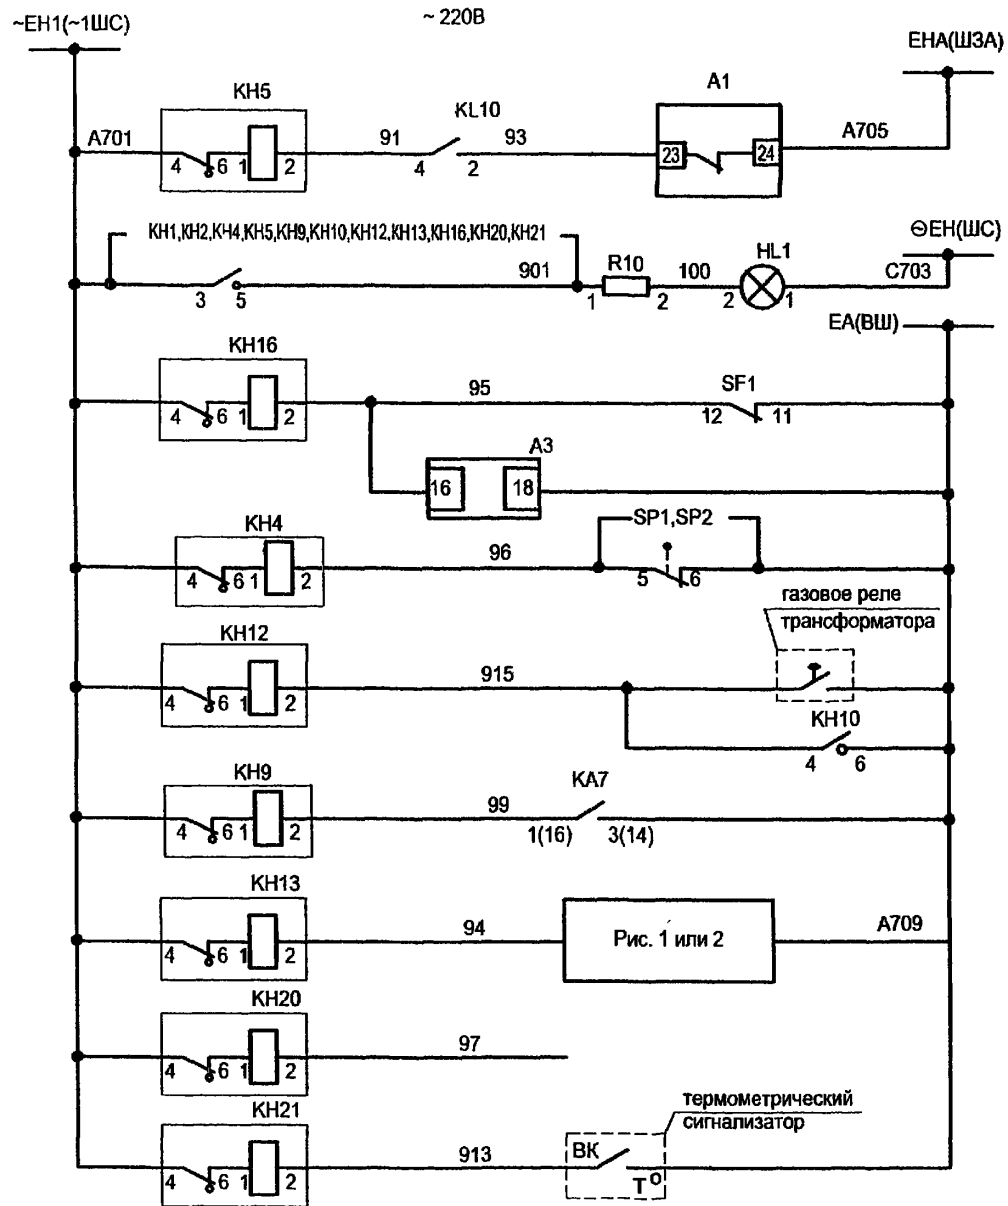 ~ЕН1(~1ШС)
~ 220В
ЕНА(ШЗА)
КН5
KL10
А1
А701
91
93
А705
4 6 1 2
4 2
23 24
КН1,КН2,КН4,КН5,КН9,КН10,КН12,КН13,КН16,КН20,КН21
ӨЕН(ШС)
901
R10
100
HL1
С703
3 5
1 2
2 1
ЕА(ВШ)
КН16
95
SF1
4 6 1 2
12 11
А3
16 18
КН4
96
SP1,SP2
4 6 1 2
5 6
газовое реле
трансформатора
КН12
915
4 6 1 2
КН10
4 6
КН9
99
КА7
4 6 1 2
1(16) 3(14)
КН13
94
Рис. 1 или 2
А709
4 6 1 2
КН20
97
4 6 1 2
КН21
термометрический
сигнализатор
913
ВК
4 6 1 2
Т°